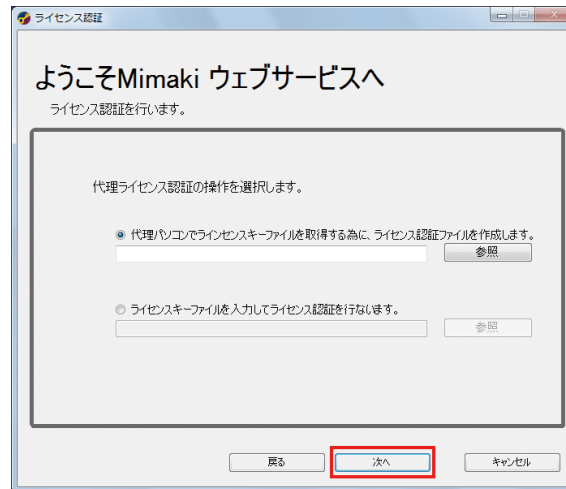 ライセンス認証
ようこそMimaki ウェブサービスへ
ライセンス認証を行います。
代理ライセンス認証の操作を選択します。
代理パソコンでラインセンスキーファイルを取得する為に、ライセンス認証ファイルを作成します。
参照
ライセンスキーファイルを入力してライセンス認証を行ないます。
参照
戻る 次へ キャンセル